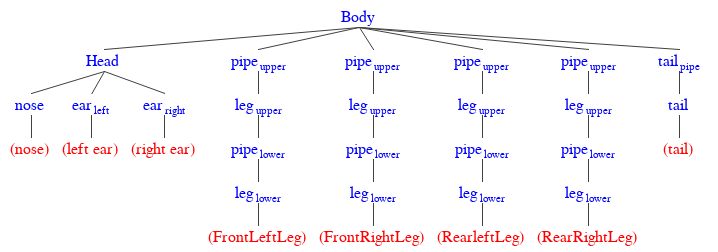 Body
Head pipe upper pipe upper pipe upper pipe upper tail pipe
nose ear left ear right leg upper leg upper leg upper leg upper tail
(nose) (left ear) (right ear) pipe lower pipe lower pipe lower pipe lower (tail)
leg lower leg lower leg lower leg lower
(FrontLeftLeg) (FrontRightLeg) (RearleftLeg) (RearRightLeg)